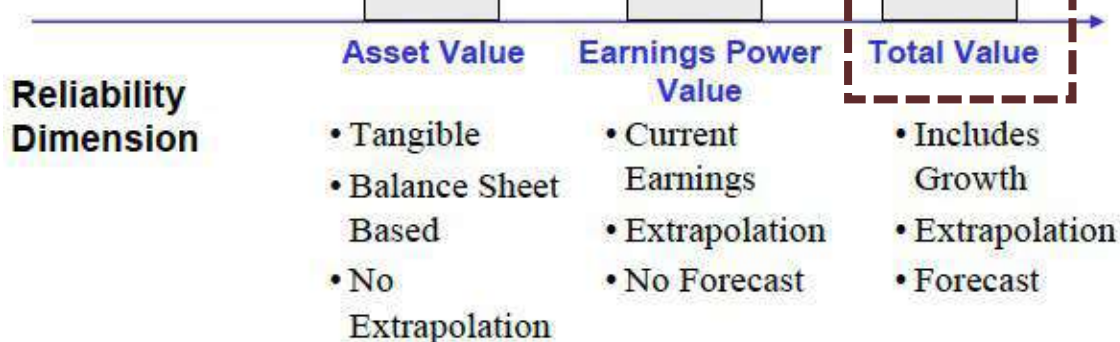 Asset Value
Earnings Power
Value
Total Value
Reliability
Dimension
• Tangible
• Balance Sheet
Based
• No
Extrapolation
• Current
Earnings
• Extrapolation
• No Forecast
• Includes
Growth
• Extrapolation
• Forecast